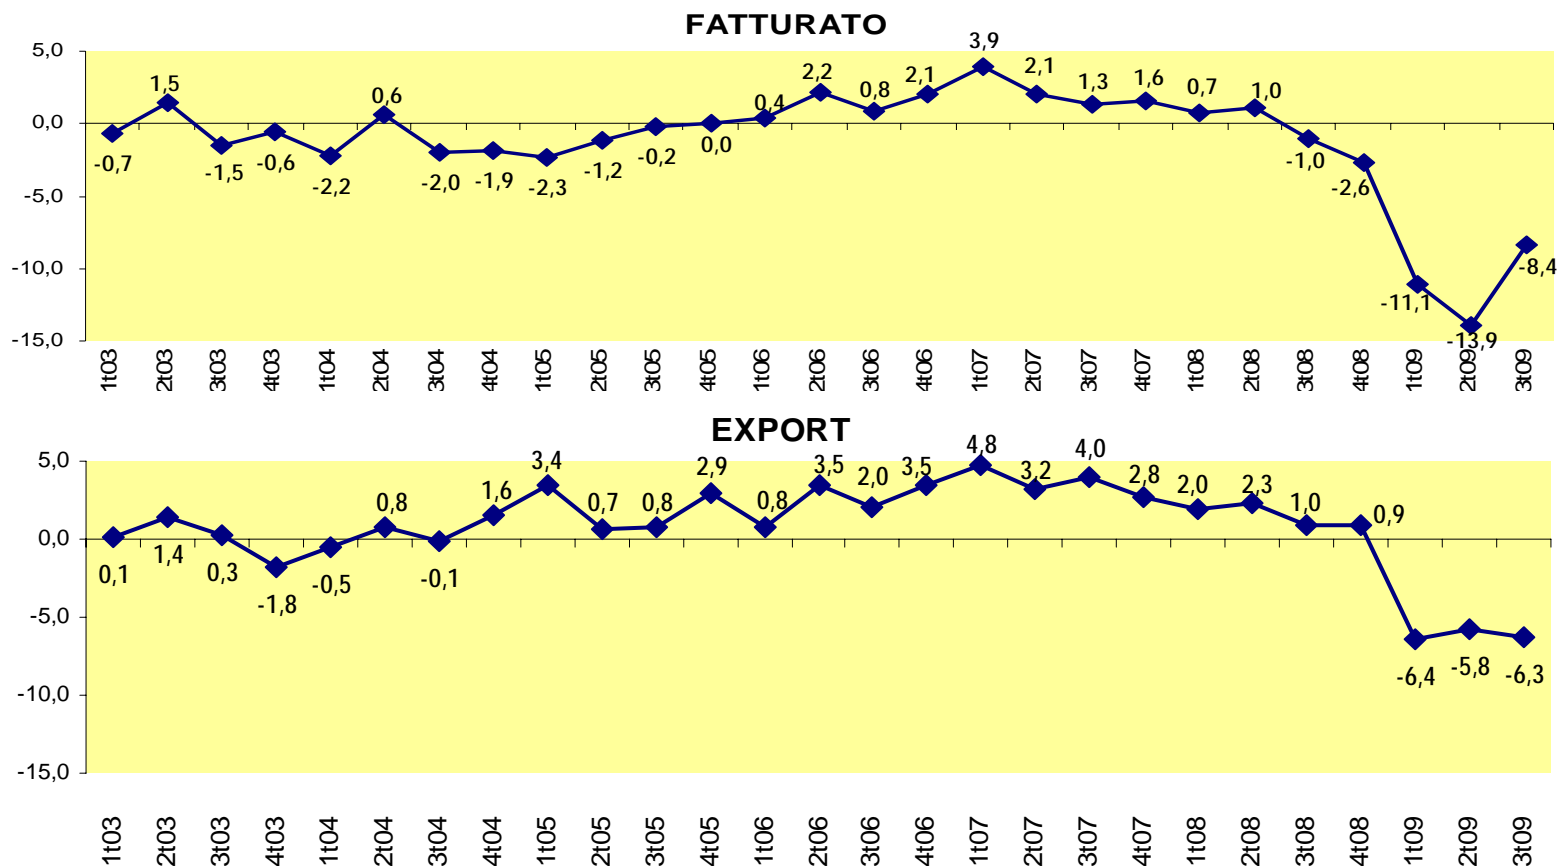 FATTURATO
5,0
0,0
-5,0
-10,0
-15,0
-0,7
1,5
-1,5
-0,6
-2,2
0,6
-2,0
-1,9
-2,3
-1,2
-0,2
0,0
0,4
2,2
0,8
2,1
3,9
2,1
1,3
1,6
0,7
1,0
-1,0
-2,6
-11,1
-13,9
-8,4
1t03
2t03
3t03
4t03
1t04
2t04
3t04
4t04
1t05
2t05
3t05
4t05
1t06
2t06
3t06
4t06
1t07
2t07
3t07
4t07
1t08
2t08
3t08
4t08
1t09
2t09
3t09
EXPORT
5,0
0,0
-5,0
-10,0
-15,0
0,1
1,4
0,3
-1,8
-0,5
0,8
-0,1
1,6
3,4
0,7
0,8
2,9
0,8
3,5
2,0
3,5
4,8
3,2
4,0
2,8
2,0
2,3
1,0
0,9
-6,4
-5,8
-6,3
1t03
2t03
3t03
4t03
1t04
2t04
3t04
4t04
1t05
2t05
3t05
4t05
1t06
2t06
3t06
4t06
1t07
2t07
3t07
4t07
1t08
2t08
3t08
4t08
1t09
2t09
3t09